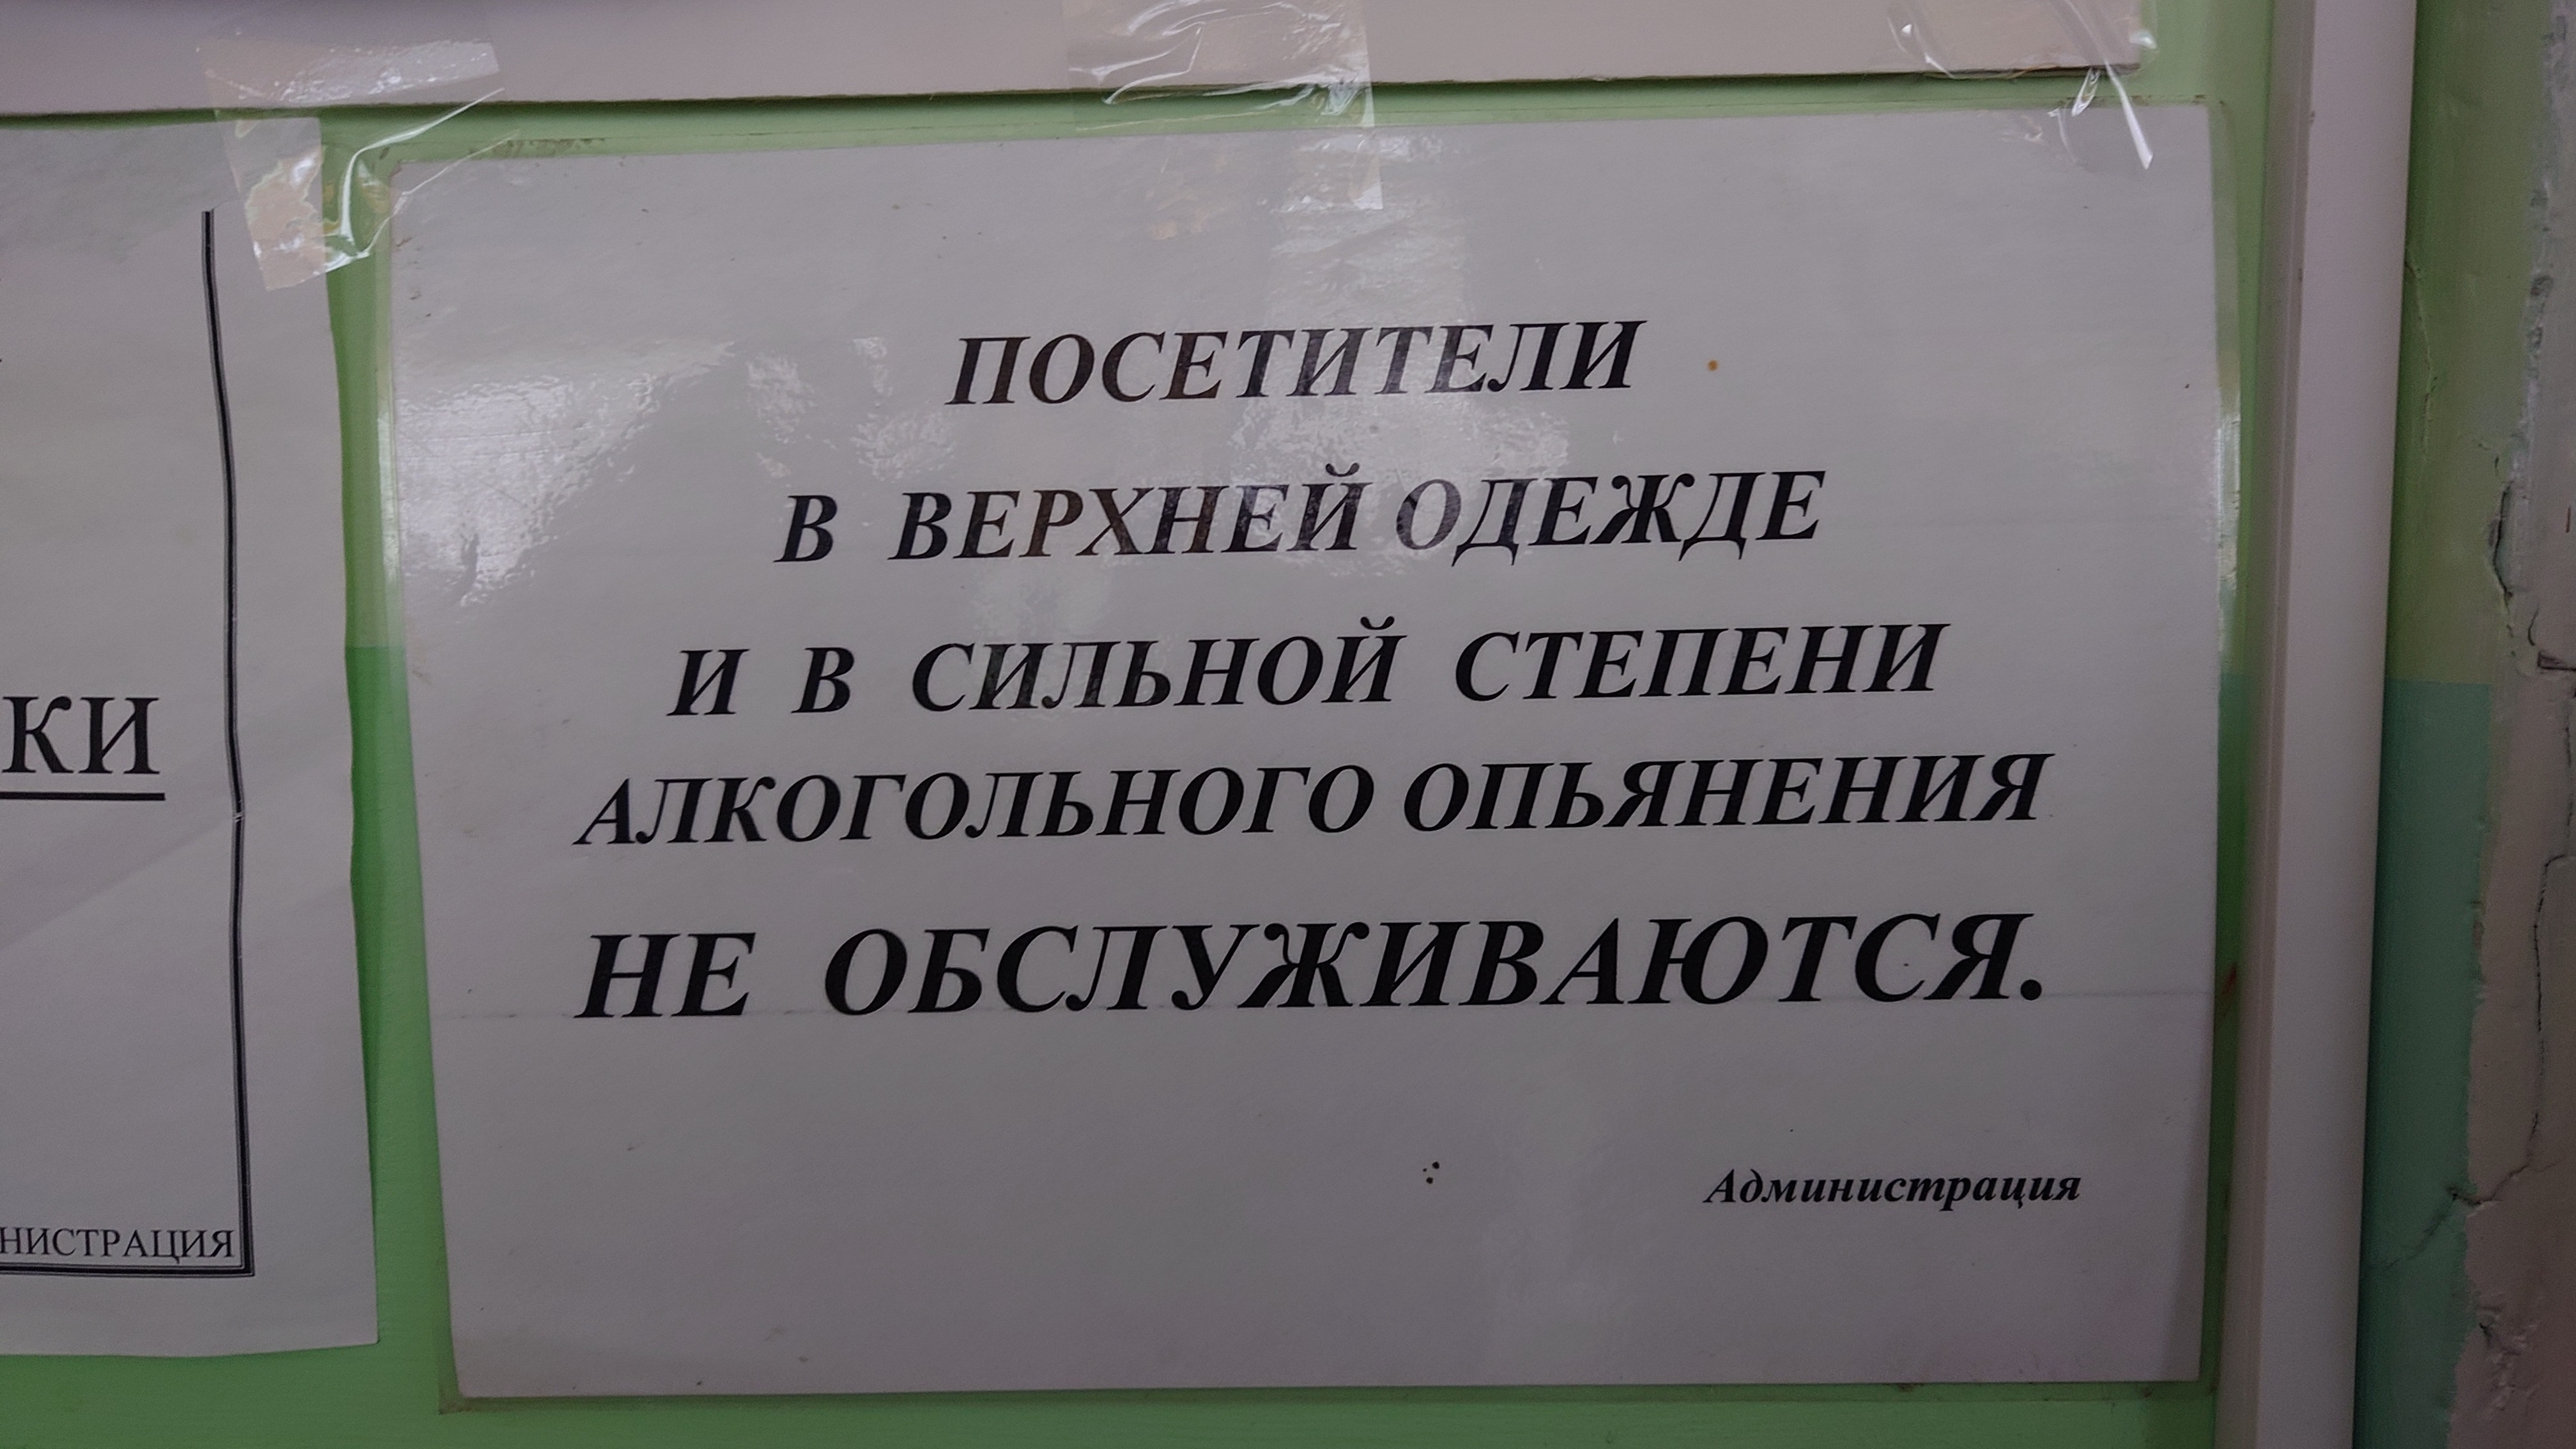 ПОСЕТИТЕЛИ
В ВЕРХНЕЙ ОДЕЖДЕ
И В СИЛЬНОЙ СТЕПЕНИ
АЛКОГОЛЬНОГО ОПЬЯНЕНИЯ
НЕ ОБСЛУЖИВАЮТСЯ.
Администрация
КИ
НИСТРАЦИЯ